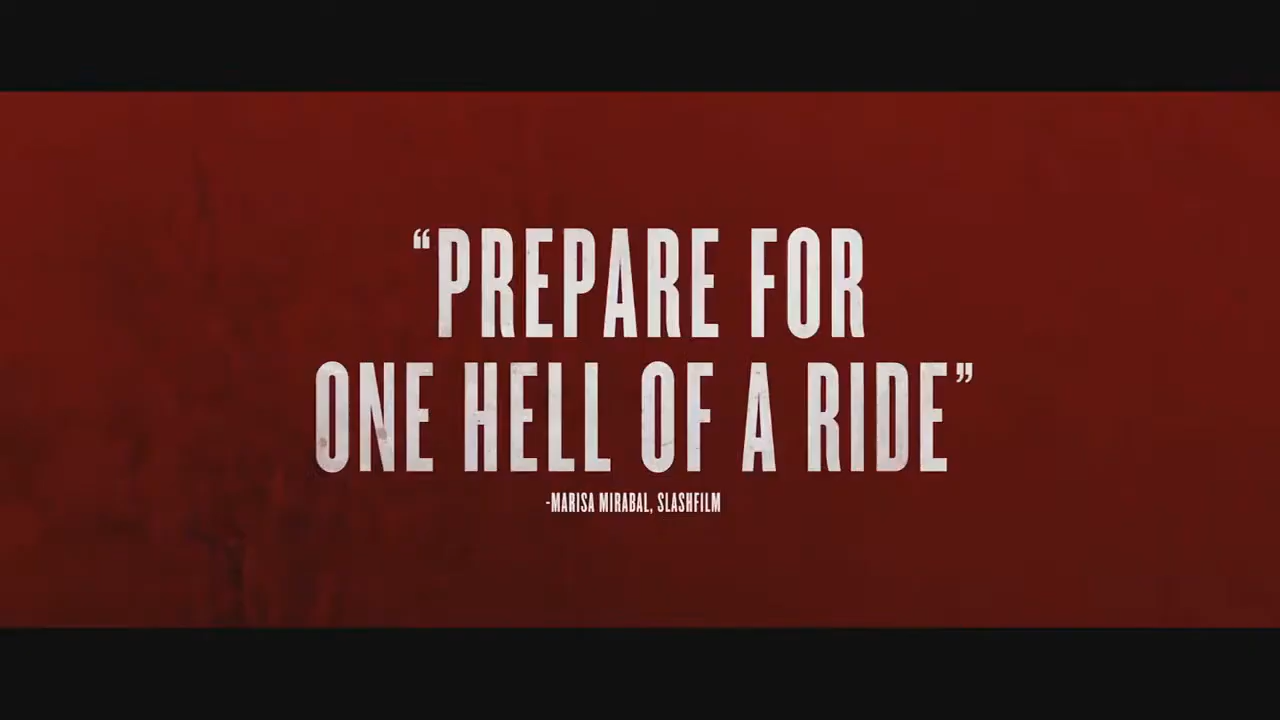 “PREPARE FOR
ONE HELL OF A RIDE”
-MARISA MIRABAL, SLASHFILM